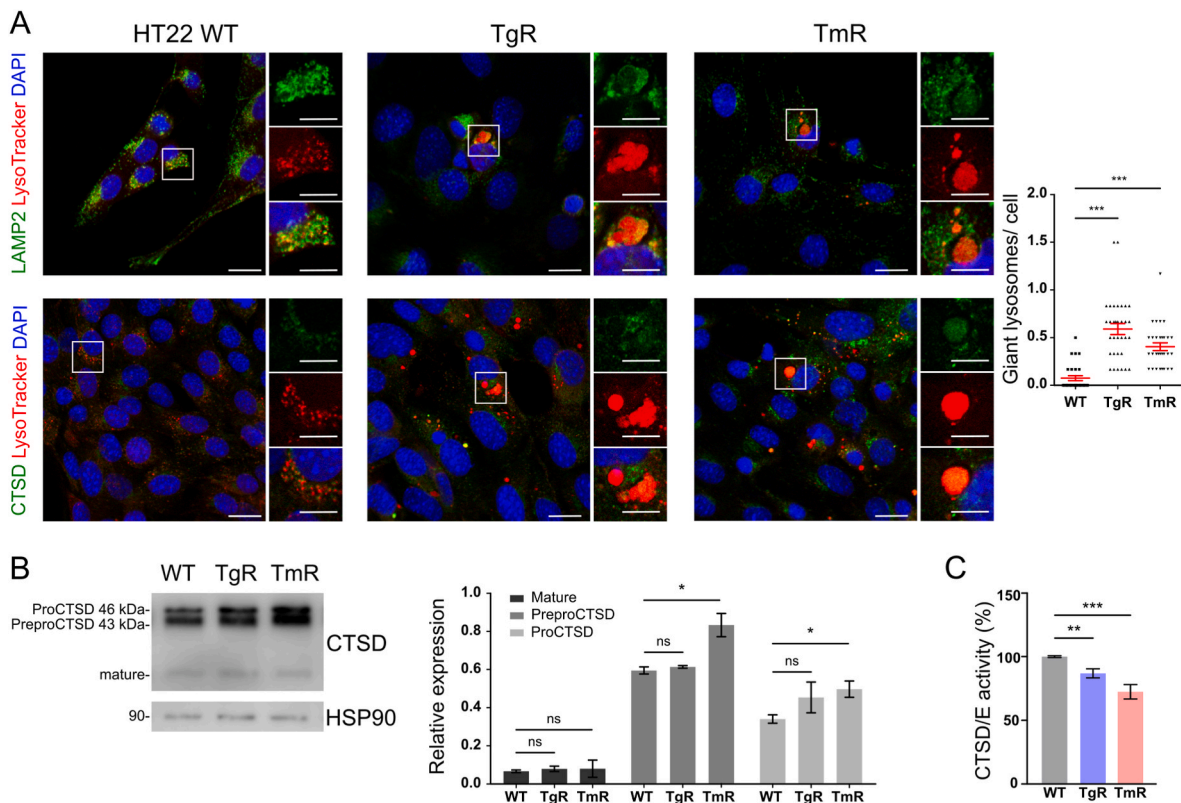 A
HT22 WT
TgR
TmR
LAMP2 LysoTracker DAPI
CTSD LysoTracker DAPI
Giant lysosomes/ cell
2.0
1.5
1.0
0.5
0.0
***
***
WT
TgR
TmR
B
WT TgR TmR
ProCTSD 46 kDa-
PreproCTSD 43 kDa-
CTSD
mature-
90-
HSP90
Relative expression
1.0
0.8
0.6
0.4
0.2
0.0
Mature
PreproCTSD
ProCTSD
ns
ns
*
ns
*
ns
WT TgR TmR WT TgR TmR WT TgR TmR
C
CTSD/E activity (%)
150
100
50
0
***
**
WT TgR TmR